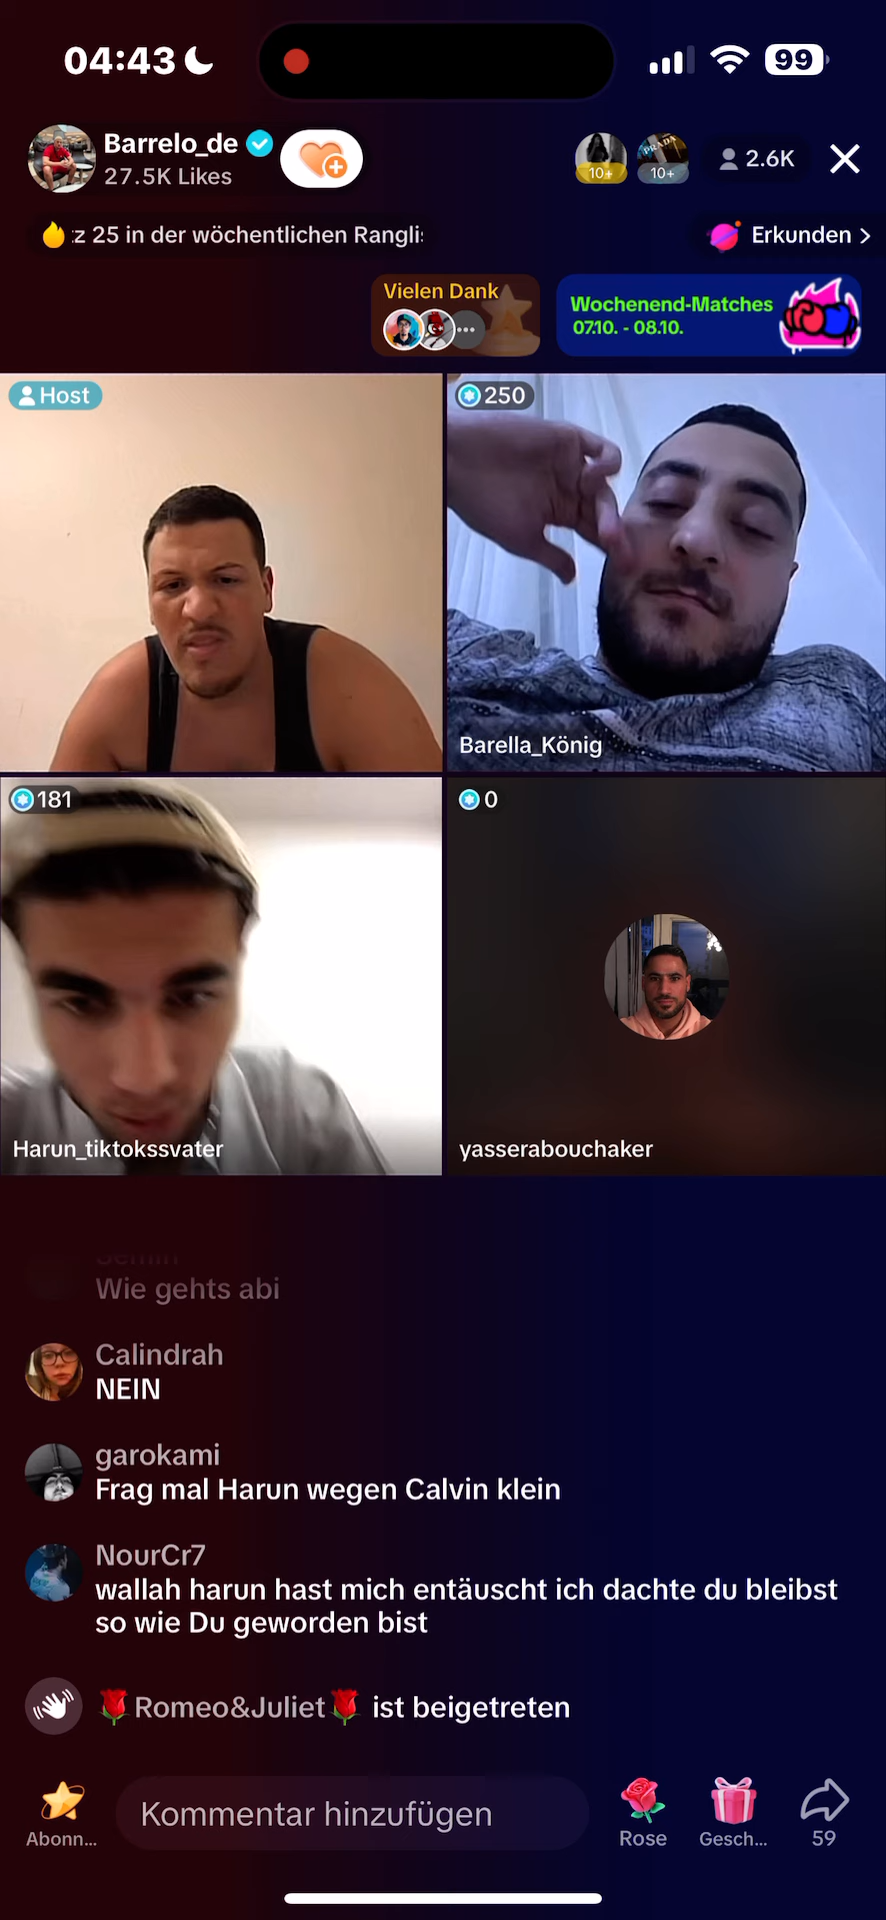 04:43
99
Barrelo_de
27.5K Likes
10+
10+
2.6K
z 25 in der wöchentlichen Rangli
Erkunden >
Vielen Dank
Wochenend-Matches
07.10. - 08.10.
Host
250
Barella_König
181
0
Harun_tiktokssvater
yasserabouchaker
Wie gehts abi
Calindrah
NEIN
garokami
Frag mal Harun wegen Calvin klein
NourCr7
wallah harun hast mich entäuscht ich dachte du bleibst
so wie Du geworden bist
🌹Romeo&Juliet🌹 ist beigetreten
Kommentar hinzufügen
Abonn...
Rose
Gesch...
59